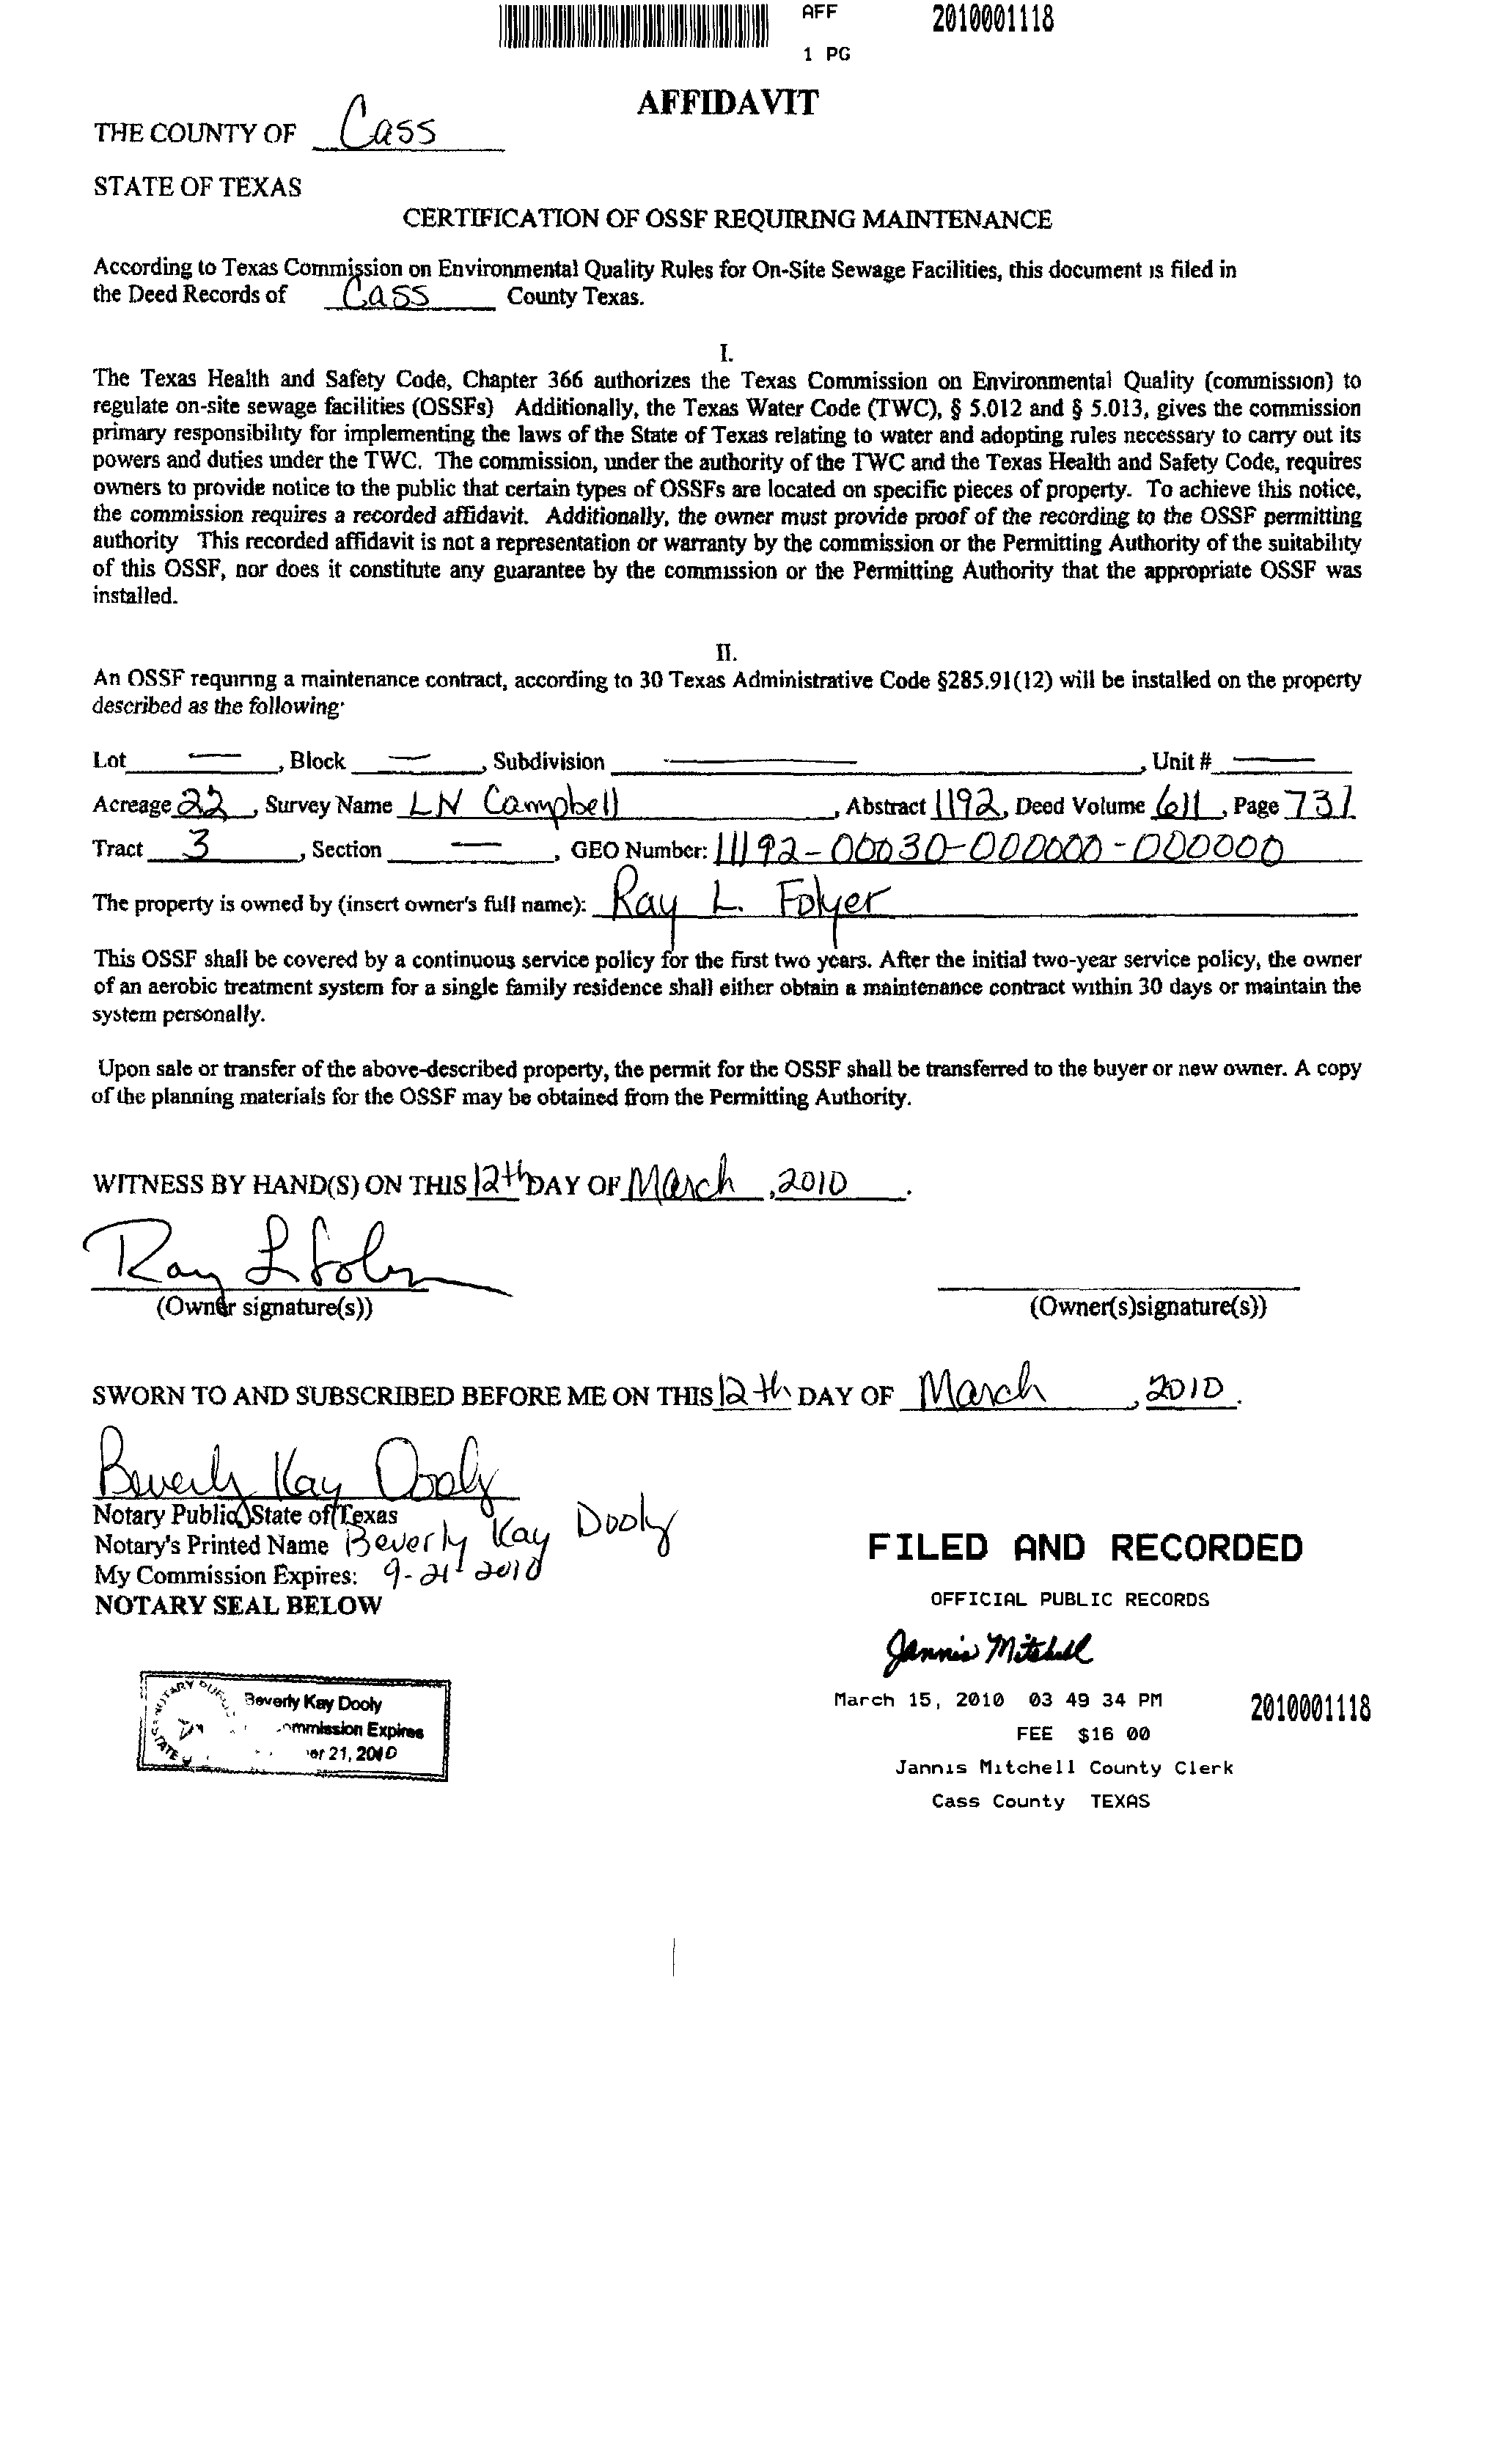 AFF 2010001118
1 PG
AFFIDAVIT
THE COUNTY OF Cass
STATE OF TEXAS
CERTIFICATION OF OSSF REQUIRING MAINTENANCE
According to Texas Commission on Environmental Quality Rules for On-Site Sewage Facilities, this document is filed in
the Deed Records of Cass County Texas.
I.
The Texas Health and Safety Code, Chapter 366 authorizes the Texas Commission on Environmental Quality (commission) to
regulate on-site sewage facilities (OSSFs) Additionally, the Texas Water Code (TWC), § 5.012 and § 5.013, gives the commission
primary responsibility for implementing the laws of the State of Texas relating to water and adopting rules necessary to carry out its
powers and duties under the TWC. The commission, under the authority of the TWC and the Texas Health and Safety Code, requires
owners to provide notice to the public that certain types of OSSFs are located on specific pieces of property. To achieve this notice,
the commission requires a recorded affidavit. Additionally, the owner must provide proof of the recording to the OSSF permitting
authority This recorded affidavit is not a representation or warranty by the commission or the Permitting Authority of the suitability
of this OSSF, nor does it constitute any guarantee by the commission or the Permitting Authority that the appropriate OSSF was
installed.
II.
An OSSF requiring a maintenance contract, according to 30 Texas Administrative Code §285.91(12) will be installed on the property
described as the following:
Lot — , Block — , Subdivision — , Unit # —
Acreage 22 , Survey Name LN Campbell , Abstract 1192 , Deed Volume 611 , Page 731
Tract 3 , Section — , GEO Number: 11192-00030-000000-000000
The property is owned by (insert owner's full name): Ray L. Folyer
This OSSF shall be covered by a continuous service policy for the first two years. After the initial two-year service policy, the owner
of an aerobic treatment system for a single family residence shall either obtain a maintenance contract within 30 days or maintain the
system personally.
Upon sale or transfer of the above-described property, the permit for the OSSF shall be transferred to the buyer or new owner. A copy
of the planning materials for the OSSF may be obtained from the Permitting Authority.
WITNESS BY HAND(S) ON THIS 12th DAY OF March , 2010 .
Ray L
(Owner signature(s)) (Owner(s)signature(s))
SWORN TO AND SUBSCRIBED BEFORE ME ON THIS 12th DAY OF March , 2010 .
Beverly Kay Dooly
Notary Public, State of Texas
Notary's Printed Name Beverly Kay Dooly
My Commission Expires: 9-21-2010
NOTARY SEAL BELOW
FILED AND RECORDED
OFFICIAL PUBLIC RECORDS
Jannis Mitchell
March 15, 2010 03 49 34 PM 2010001118
FEE $16 00
Jannis Mitchell County Clerk
Cass County TEXAS
Beverly Kay Dooly
ommission Expires
er 21, 2010